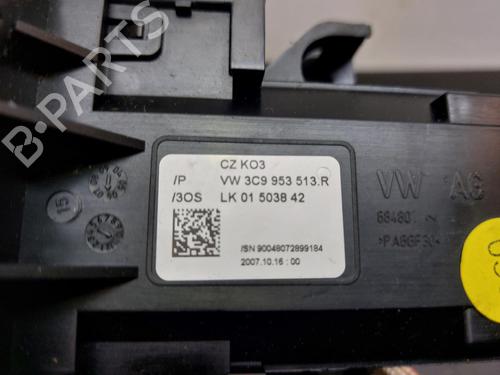 B-PARTS
CZ KO3
/P VW 3C9 953 513.R
/3OS LK 01 5038 42
/SN 90048072899184
2007.10.16 : 00
VW AG
15